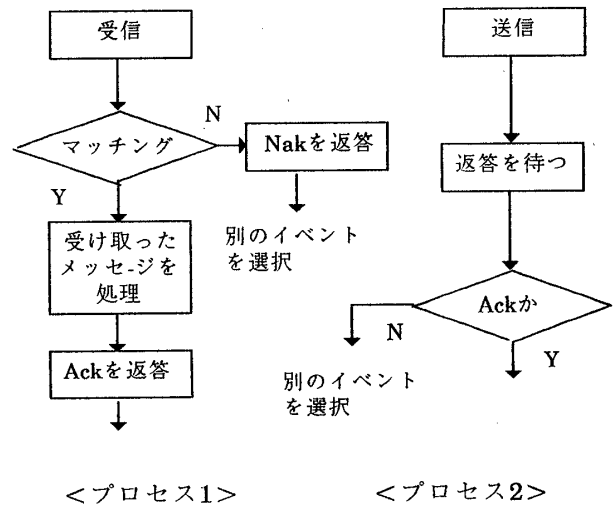 受信
マッチング
N
Nakを返答
Y
別のイベント
を選択
受け取った
メッセ-ジを
処理
Ackを返答
<プロセス1>
送信
返答を待つ
Ackか
N
Y
別のイベント
を選択
<プロセス2>